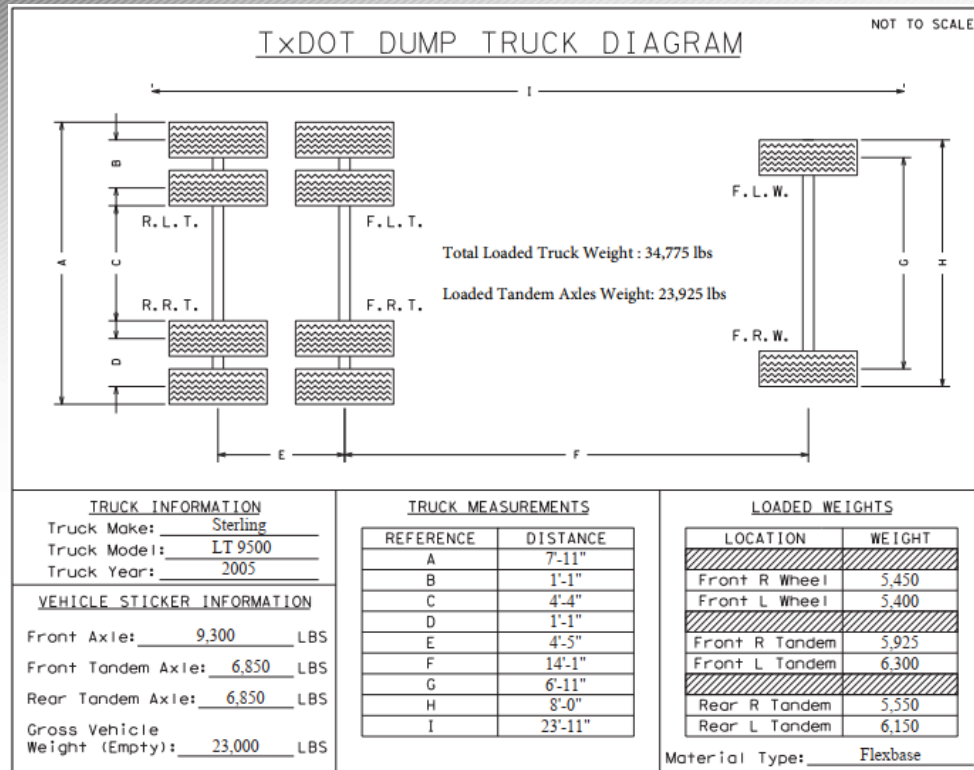 NOT TO SCALE
TxDOT DUMP TRUCK DIAGRAM
I
B
R.L.T.
F.L.T.
F.L.W.
A
C
Total Loaded Truck Weight : 34,775 lbs
G
H
Loaded Tandem Axles Weight: 23,925 lbs
R.R.T.
F.R.T.
F.R.W.
D
E
F
TRUCK INFORMATION
Truck Make: Sterling
Truck Model: LT 9500
Truck Year: 2005
VEHICLE STICKER INFORMATION
Front Axle: 9,300 LBS
Front Tandem Axle: 6,850 LBS
Rear Tandem Axle: 6,850 LBS
Gross Vehicle
Weight (Empty): 23,000 LBS
TRUCK MEASUREMENTS
REFERENCE DISTANCE
A 7'-11"
B 1'-1"
C 4'-4"
D 1'-1"
E 4'-5"
F 14'-1"
G 6'-11"
H 8'-0"
I 23'-11"
LOADED WEIGHTS
LOCATION WEIGHT
Front R Wheel 5,450
Front L Wheel 5,400
Front R Tandem 5,925
Front L Tandem 6,300
Rear R Tandem 5,550
Rear L Tandem 6,150
Material Type: Flexbase